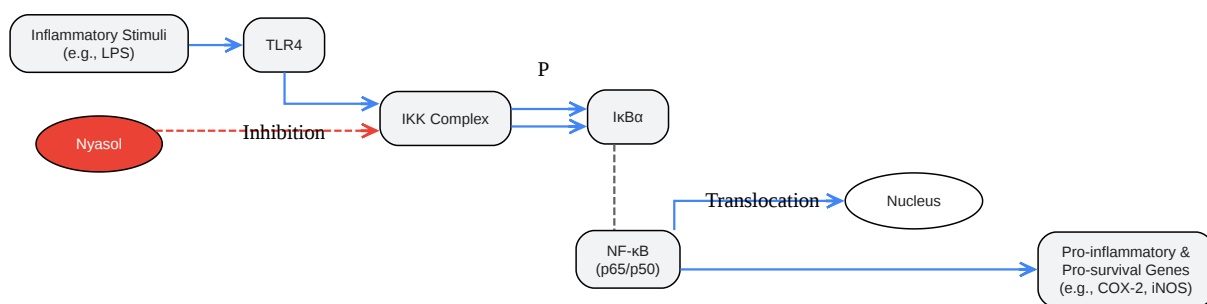 Inflammatory Stimuli
(e.g., LPS)
TLR4
P
IKK Complex
IκBα
Inhibition
Nyasol
Translocation
Nucleus
NF-κB
(p65/p50)
Pro-inflammatory &
Pro-survival Genes
(e.g., COX-2, iNOS)